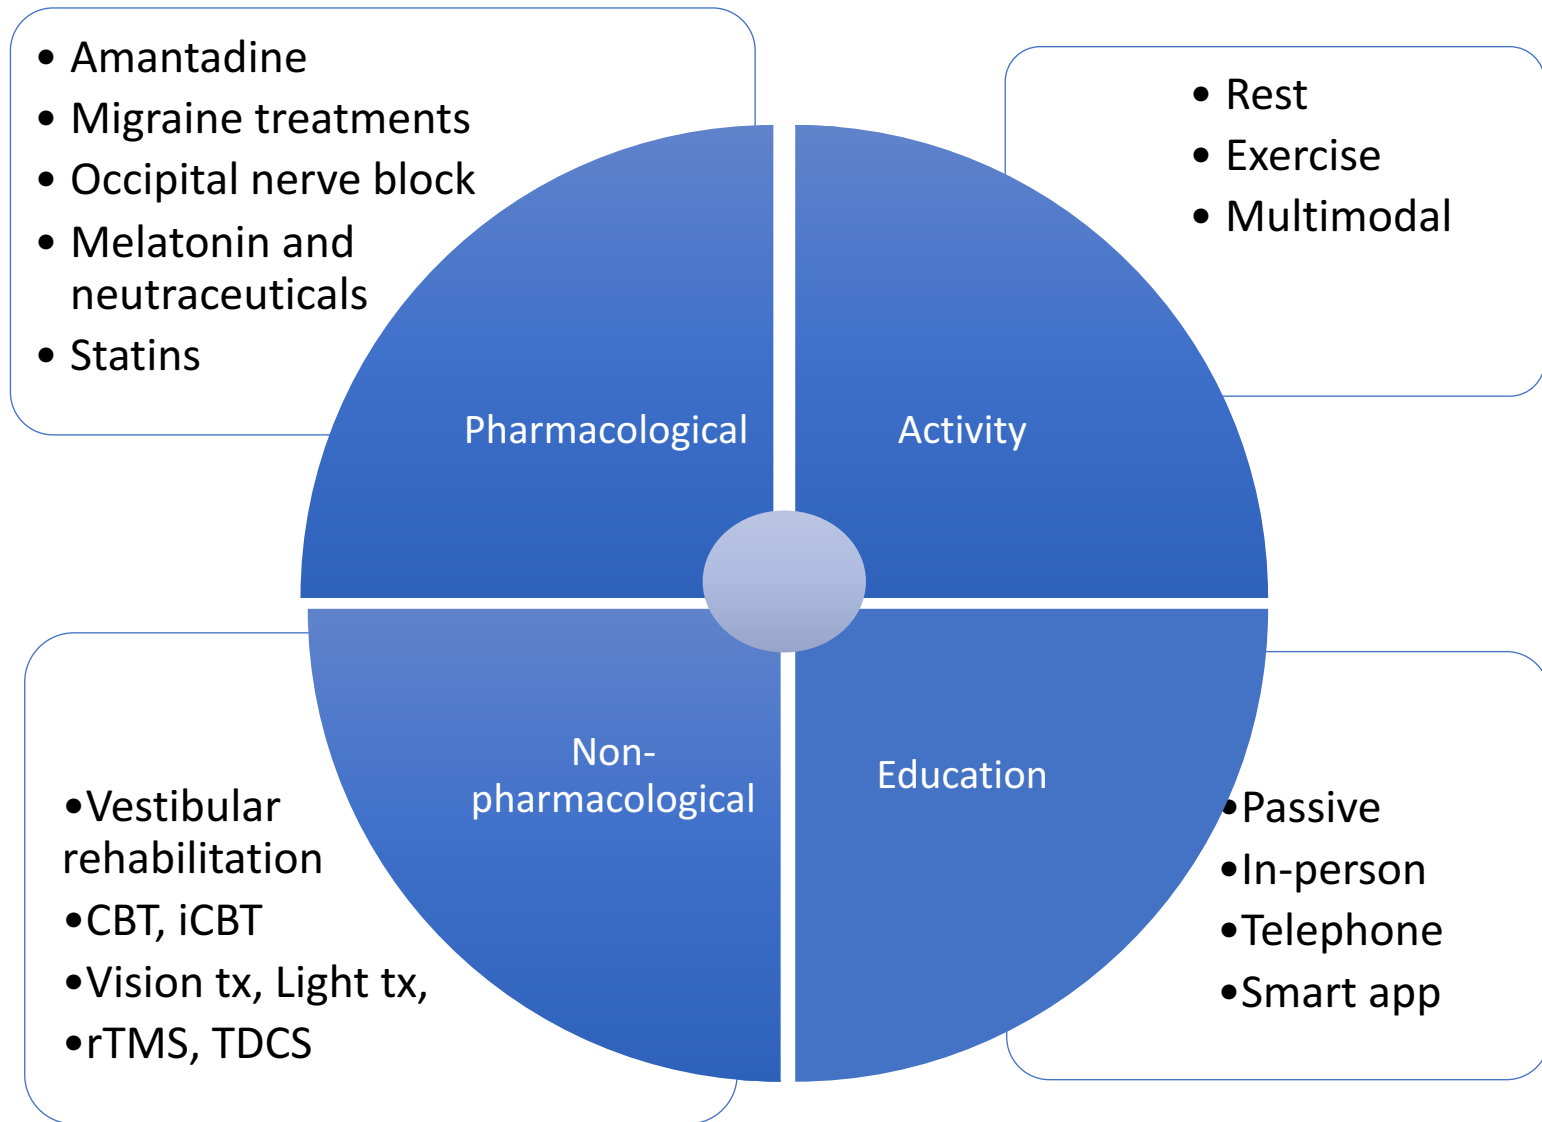 • Amantadine
• Migraine treatments
• Occipital nerve block
• Melatonin and
neutraceuticals
• Statins
• Rest
• Exercise
• Multimodal
Pharmacological
Activity
Non-
pharmacological
Education
•Vestibular
rehabilitation
•CBT, iCBT
•Vision tx, Light tx,
•rTMS, TDCS
•Passive
•In-person
•Telephone
•Smart app